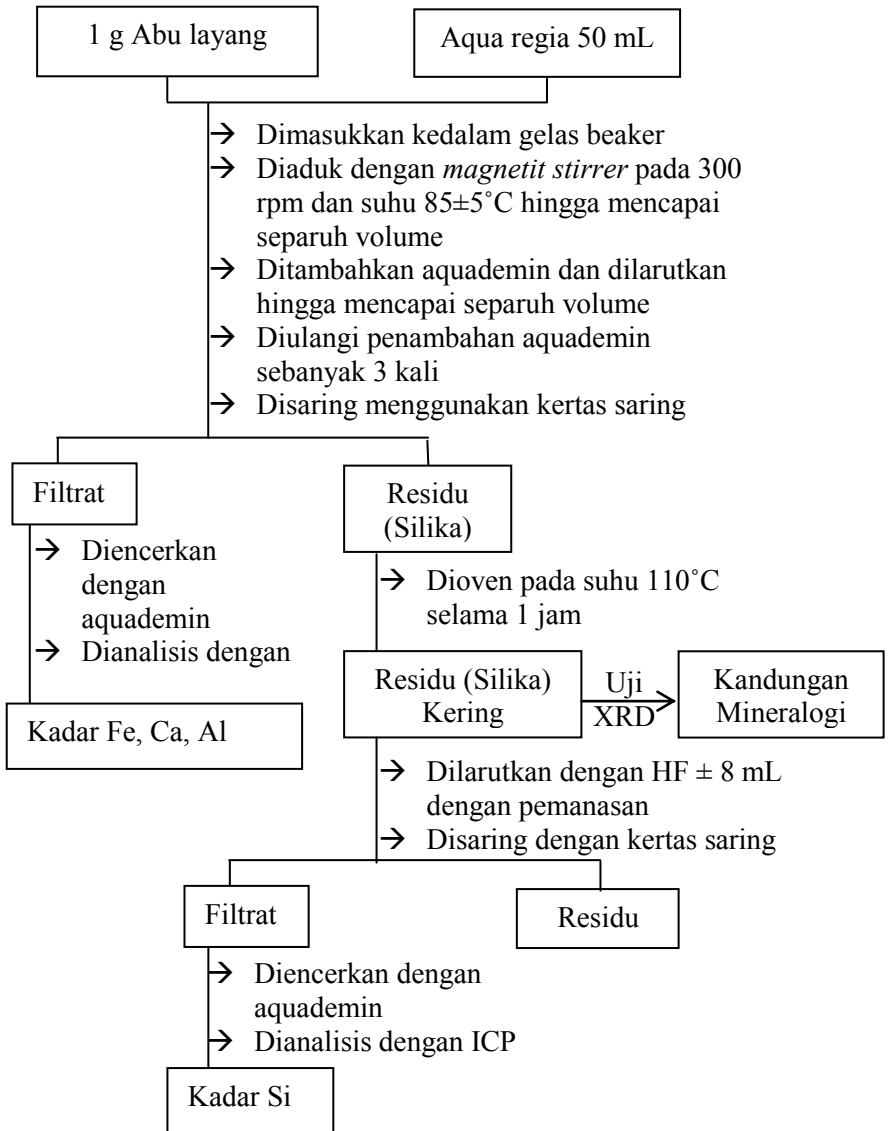 1 g Abu layang
Aqua regia 50 mL
→ Dimasukkan kedalam gelas beaker
→ Diaduk dengan magnetit stirrer pada 300
rpm dan suhu 85±5˚C hingga mencapai
separuh volume
→ Ditambahkan aquademin dan dilarutkan
hingga mencapai separuh volume
→ Diulangi penambahan aquademin
sebanyak 3 kali
→ Disaring menggunakan kertas saring
Filtrat
→ Diencerkan
dengan
aquademin
→ Dianalisis dengan
Kadar Fe, Ca, Al
Residu
(Silika)
→ Dioven pada suhu 110˚C
selama 1 jam
Residu (Silika)
Kering
Uji
XRD
Kandungan
Mineralogi
→ Dilarutkan dengan HF ± 8 mL
dengan pemanasan
→ Disaring dengan kertas saring
Filtrat
Residu
→ Diencerkan dengan
aquademin
→ Dianalisis dengan ICP
Kadar Si